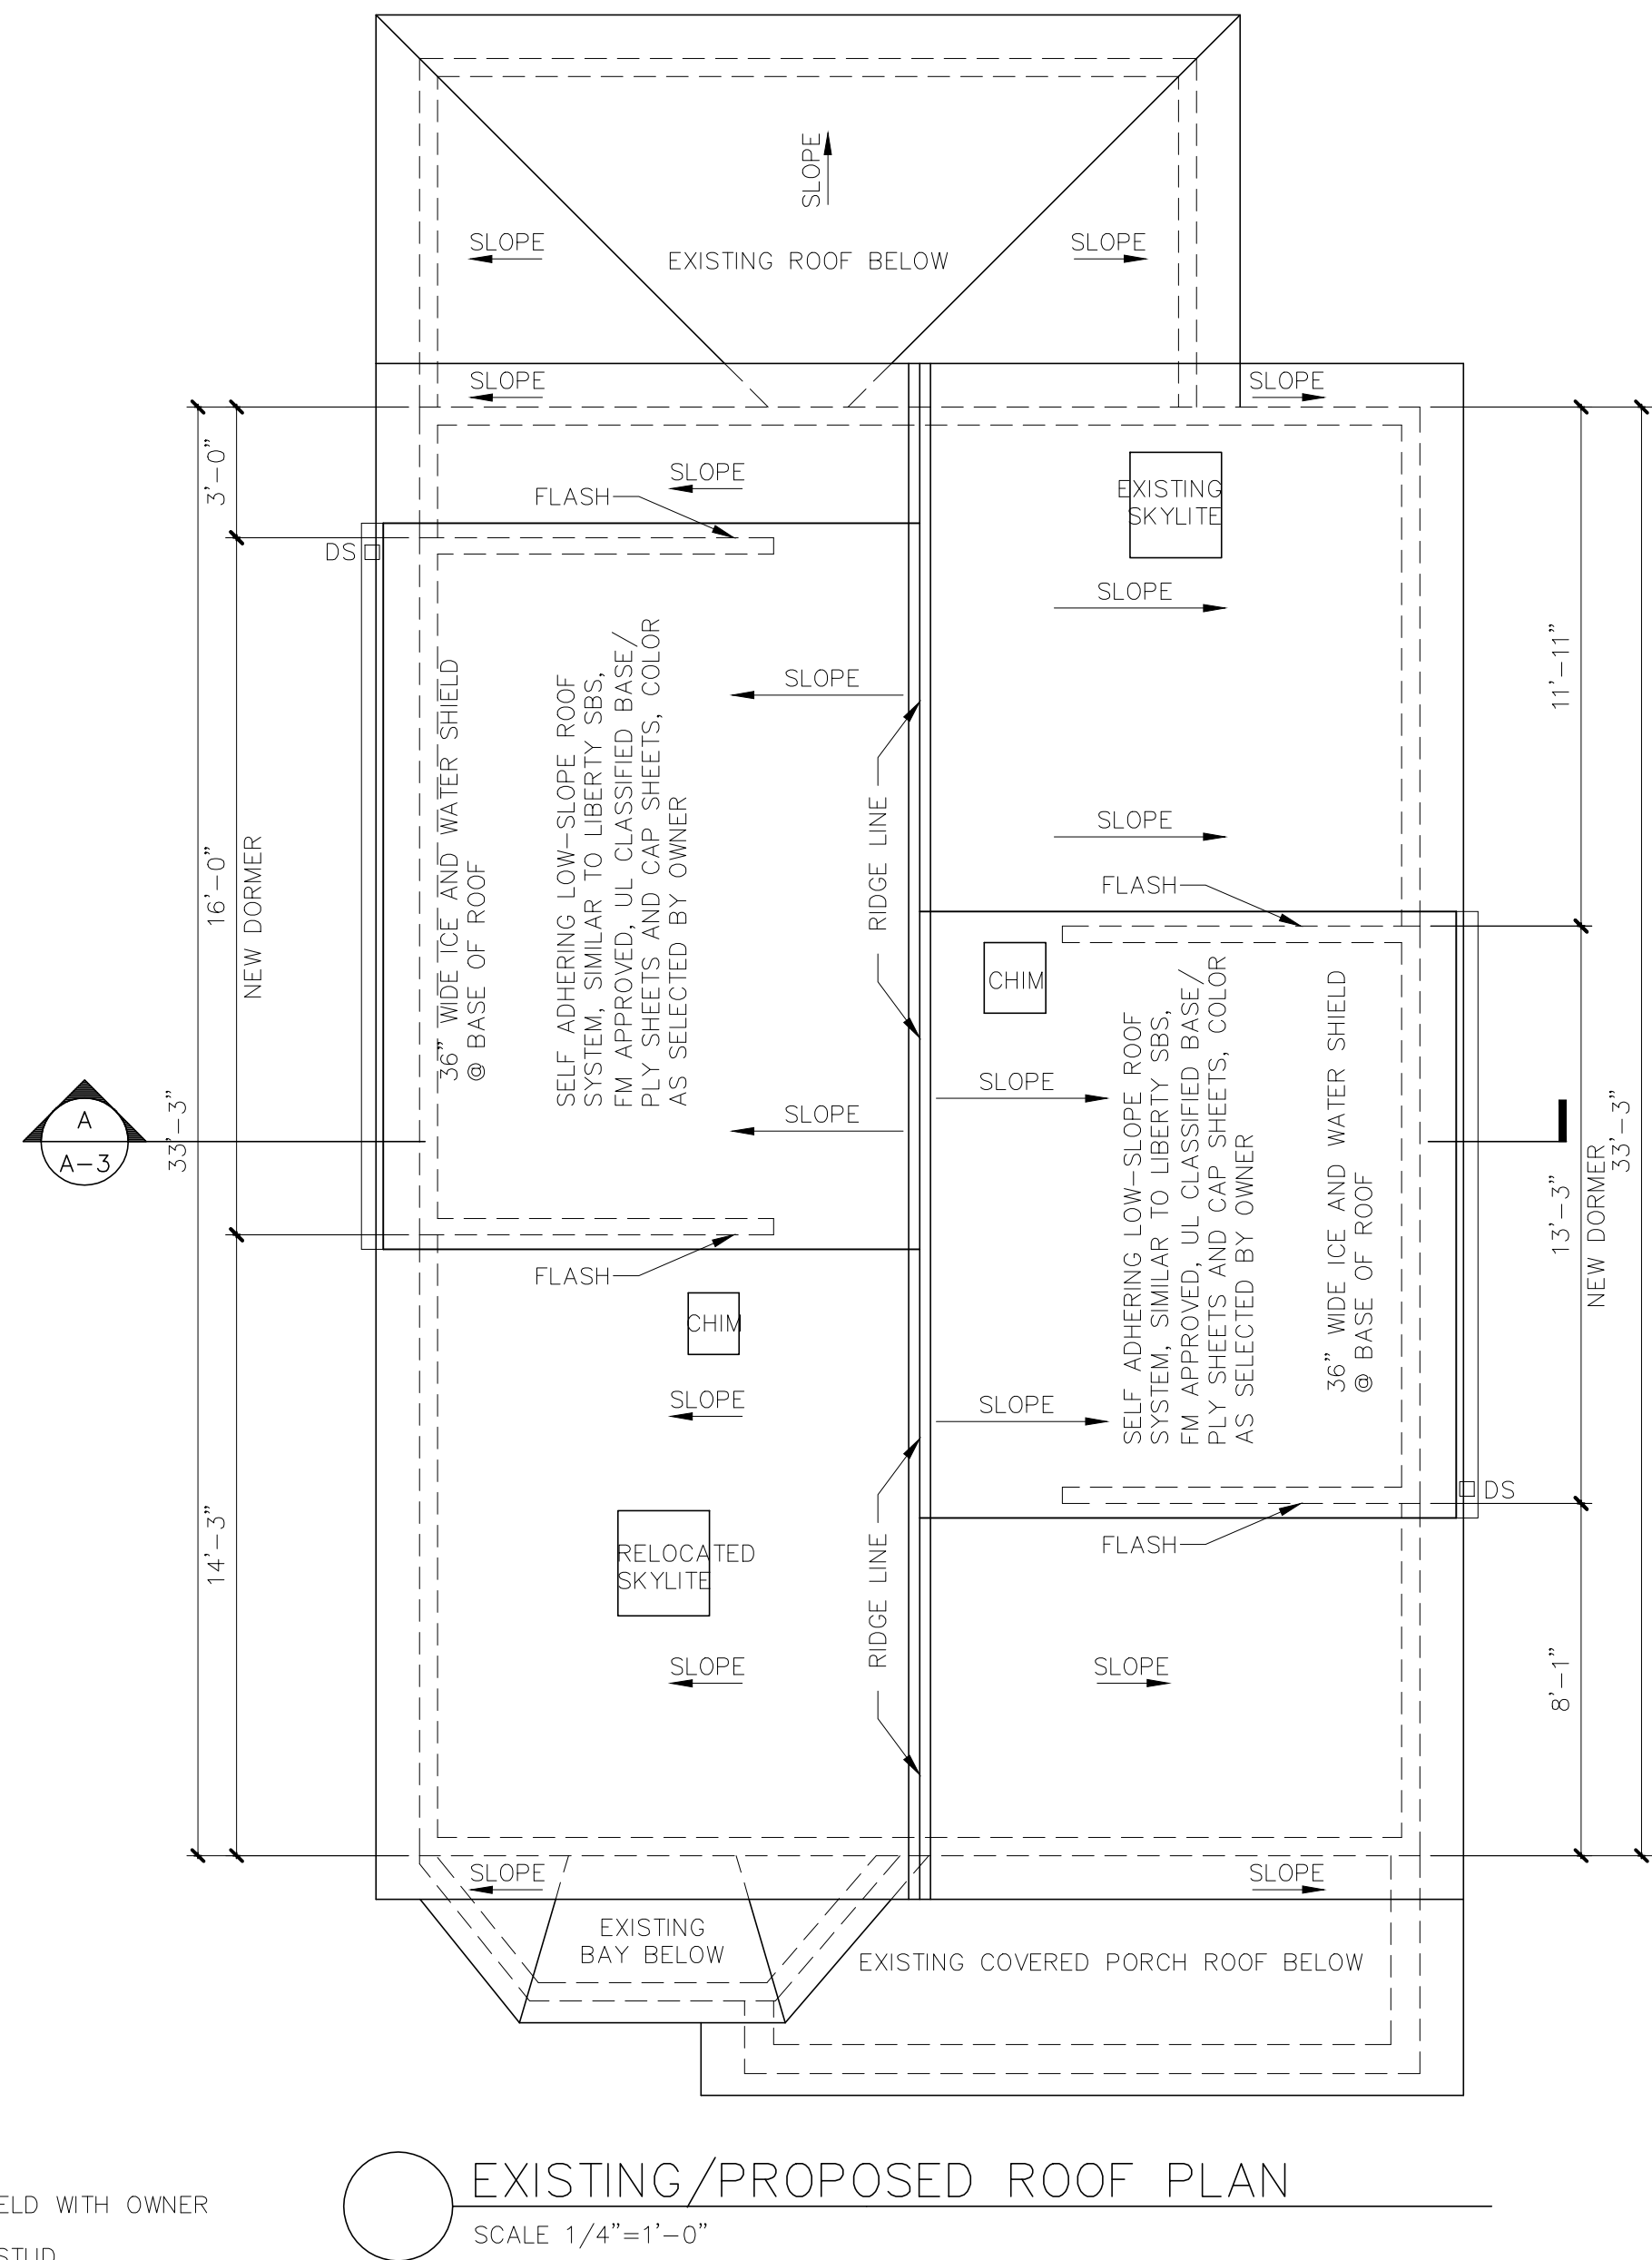 SLOPE
SLOPE
SLOPE
EXISTING ROOF BELOW
SLOPE
SLOPE
3'-0"
SLOPE
FLASH
EXISTING
SKYLITE
DS
SLOPE
SLOPE
11'-11"
36" WIDE ICE AND WATER SHIELD
@ BASE OF ROOF
SELF ADHERING LOW-SLOPE ROOF
SYSTEM, SIMILAR TO LIBERTY SBS,
FM APPROVED, UL CLASSIFIED BASE/
PLY SHEETS AND CAP SHEETS, COLOR
AS SELECTED BY OWNER
RIDGE LINE
SLOPE
16'-0"
NEW DORMER
FLASH
CHIM
A
A-3
33'-3"
SLOPE
SLOPE
SELF ADHERING LOW-SLOPE ROOF
SYSTEM, SIMILAR TO LIBERTY SBS,
FM APPROVED, UL CLASSIFIED BASE/
PLY SHEETS AND CAP SHEETS, COLOR
AS SELECTED BY OWNER
36" WIDE ICE AND WATER SHIELD
@ BASE OF ROOF
13'-3"
NEW DORMER
33'-3"
FLASH
CHIM
SLOPE
SLOPE
DS
14'-3"
RELOCATED
SKYLITE
RIDGE LINE
FLASH
SLOPE
SLOPE
8'-1"
SLOPE
SLOPE
EXISTING
BAY BELOW
EXISTING COVERED PORCH ROOF BELOW
EXISTING/PROPOSED ROOF PLAN
SCALE 1/4"=1'-0"
ELD WITH OWNER
STUD